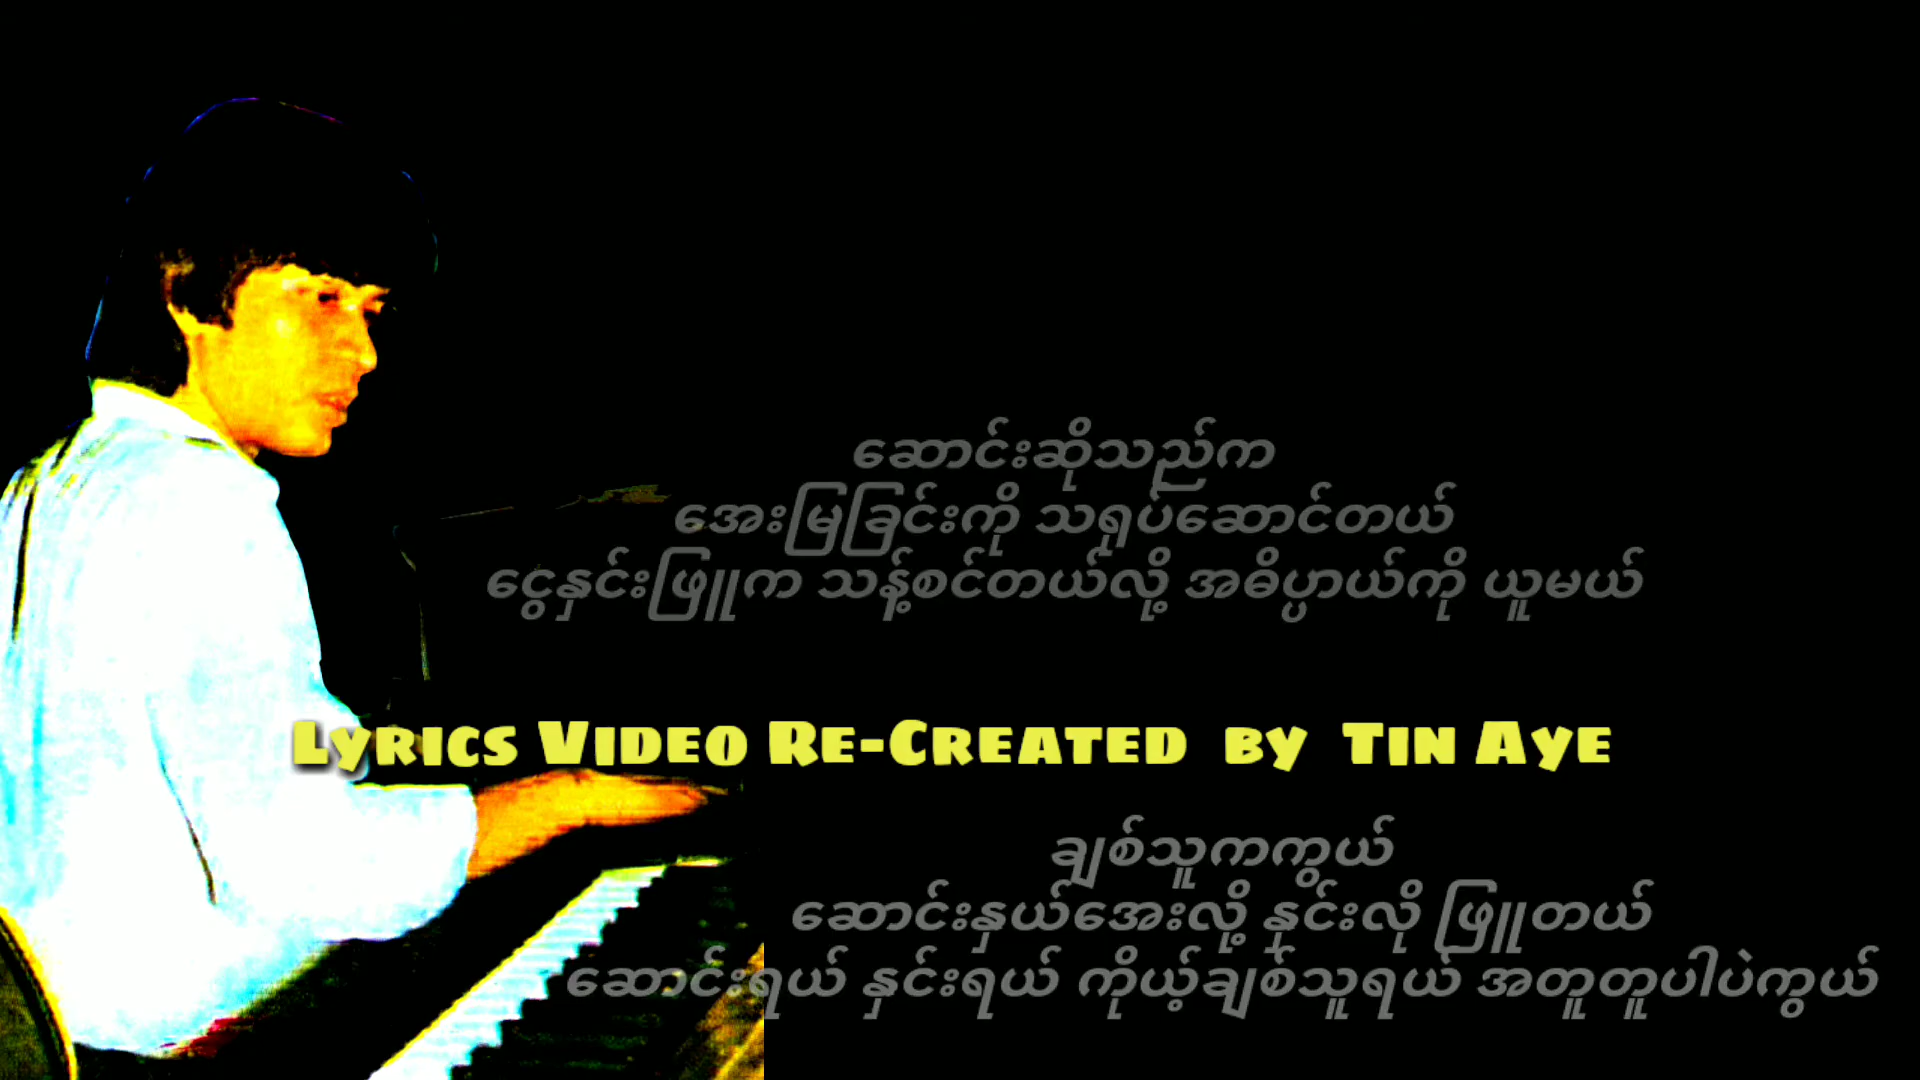 ဆောင်းဆိုသည်က
အေးမြခြင်းကို သရုပ်ဆောင်တယ်
ငွေနှင်းဖြူက သန့်စင်တယ်လို့ အဓိပ္ပာယ်ကို ယူမယ်
Lyrics Video Re-Created by Tin Aye
ချစ်သူကကွယ်
ဆောင်းနှယ်အေးလို့ နှင်းလို ဖြူတယ်
ဆောင်းရယ် နှင်းရယ် ကိုယ့်ချစ်သူရယ် အတူတူပါပဲကွယ်